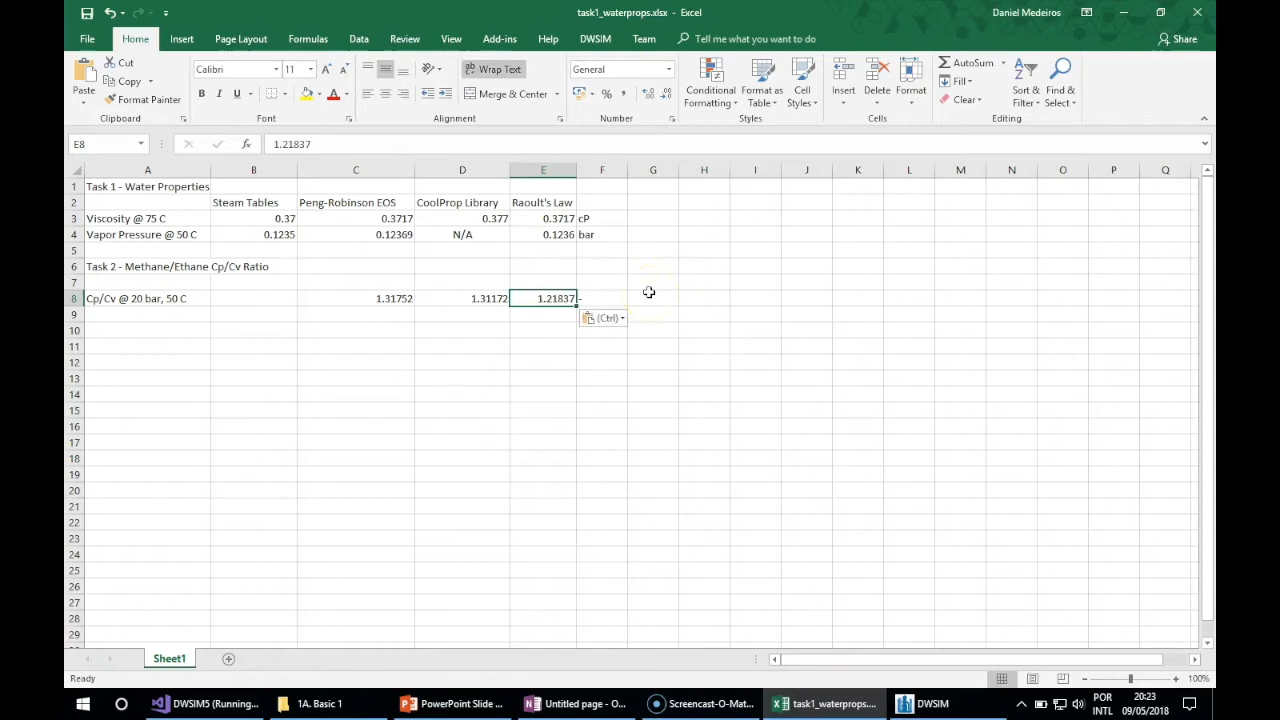 task1_waterprops.xlsx - Excel
Daniel Medeiros
File Home Insert Page Layout Formulas Data Review View Add-ins Help DWSIM Team Tell me what you want to do Share
Paste
Cut
Copy
Format Painter
Clipboard
Calibri 11
B I U
Font
Wrap Text
Merge & Center
Alignment
General
Number
Conditional Formatting
Format as Table
Cell Styles
Styles
Insert Delete Format
Cells
AutoSum
Fill
Clear
Sort & Filter
Find & Select
Editing
E8 1.21837
A B C D E F G H I J K L M N O P Q
1 Task 1 - Water Properties
2 Steam Tables Peng-Robinson EOS CoolProp Library Raoult's Law
3 Viscosity @ 75 C 0.37 0.3717 0.377 0.3717 cP
4 Vapor Pressure @ 50 C 0.1235 0.12369 N/A 0.1236 bar
5
6 Task 2 - Methane/Ethane Cp/Cv Ratio
7
8 Cp/Cv @ 20 bar, 50 C 1.31752 1.31172 1.21837 -
9 (Ctrl)
10
11
12
13
14
15
16
17
18
19
20
21
22
23
24
25
26
27
28
29
Sheet1
Ready 100%
DWSIM5 (Running... 1A. Basic 1 PowerPoint Slide ... Untitled page - O... Screencast-O-Mat... task1_waterprops.... DWSIM
POR
INTL
20:23
09/05/2018